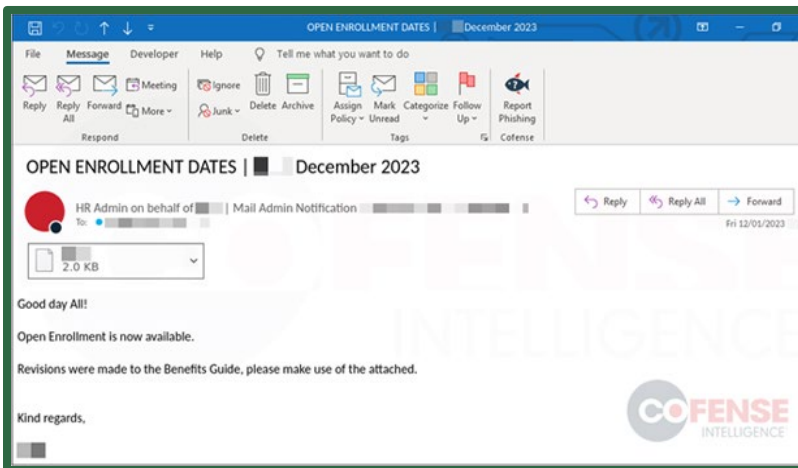 OPEN ENROLLMENT DATES | December 2023
File Message Developer Help Tell me what you want to do
Reply Reply All Forward Meeting More Ignore Junk Delete Archive Assign Policy Mark Unread Categorize Follow Up Report Phishing
Respond Delete Tags Cofense
OPEN ENROLLMENT DATES | December 2023
HR Admin on behalf of | Mail Admin Notification
Reply Reply All Forward
To:
Fri 12/01/2023
2.0 KB
Good day All!
Open Enrollment is now available.
Revisions were made to the Benefits Guide, please make use of the attached.
Kind regards,
COFENSE
INTELLIGENCE
COFENSE
INTELLIGENCE